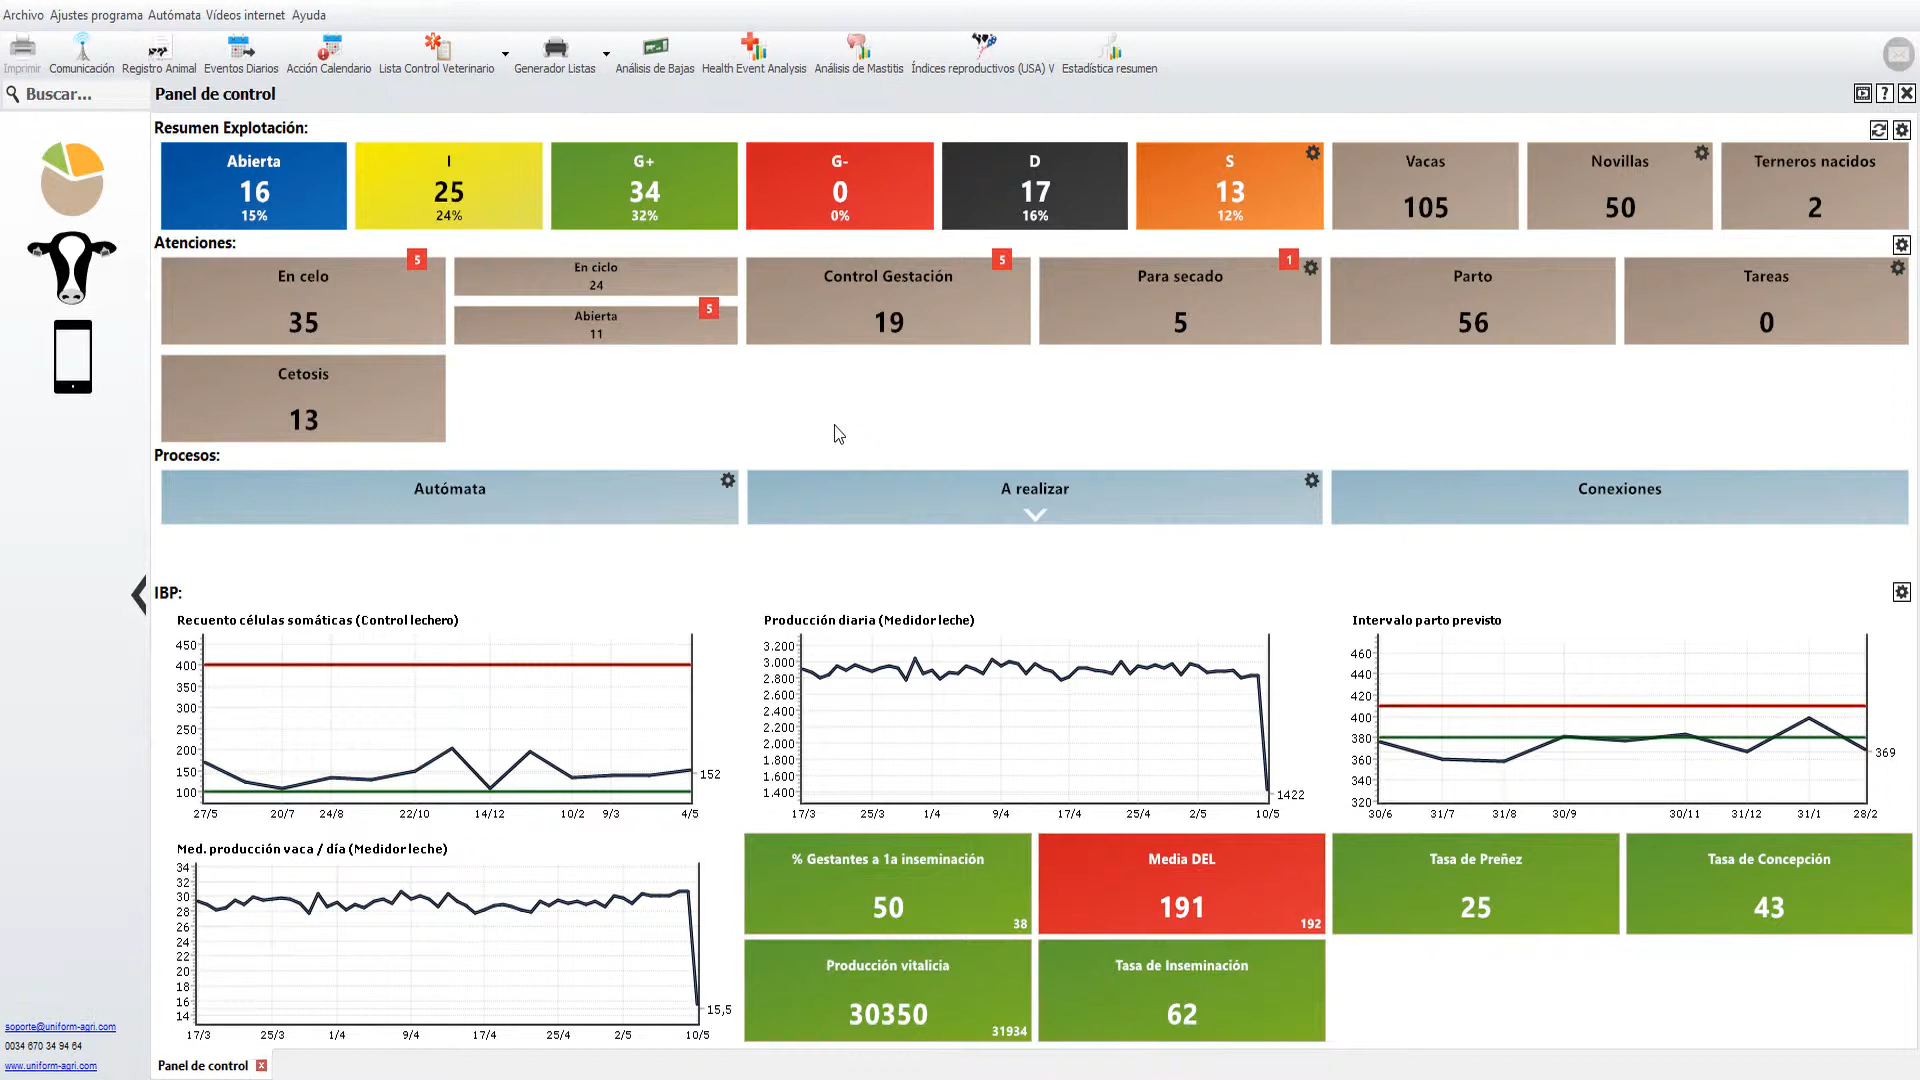 Archivo Ajustes programa Autómata Vídeos internet Ayuda
Imprimir Comunicación Registro Animal Eventos Diarios Acción Calendario Lista Control Veterinario Generador Listas Análisis de Bajas Health Event Analysis Análisis de Mastitis Índices reproductivos (USA) V Estadística resumen
Buscar... Panel de control
Resumen Explotación:
Abierta I G+ G- D S Vacas Novillas Terneros nacidos
16 25 34 0 17 13 105 50 2
15% 24% 32% 0% 16% 12%
Atenciones:
En celo 5 En ciclo Control Gestación 5 Para secado 1 Parto Tareas
24
Abierta 5
35 11 19 5 56 0
Cetosis
13
Procesos:
Autómata A realizar Conexiones
IBP:
Recuento células somáticas (Control lechero)
450
400
350
300
250
200
150
100
152
27/5 20/7 24/8 22/10 14/12 10/2 9/3 4/5
Producción diaria (Medidor leche)
3.200
3.000
2.800
2.600
2.400
2.200
2.000
1.800
1.600
1.400
1422
17/3 25/3 1/4 9/4 17/4 25/4 2/5 10/5
Intervalo parto previsto
460
440
420
400
380
360
340
320
369
30/6 31/7 31/8 30/9 30/11 31/12 31/1 28/2
Med. producción vaca / día (Medidor leche)
34
32
30
28
26
24
22
20
18
16
14
15,5
17/3 25/3 1/4 9/4 17/4 25/4 2/5 10/5
% Gestantes a 1a inseminación Media DEL Tasa de Preñez Tasa de Concepción
50 191 25 43
38 192
Producción vitalicia Tasa de Inseminación
30350 62
31934
soporte@uniform-agri.com
0034 670 34 94 64
www.uniform-agri.com
Panel de control